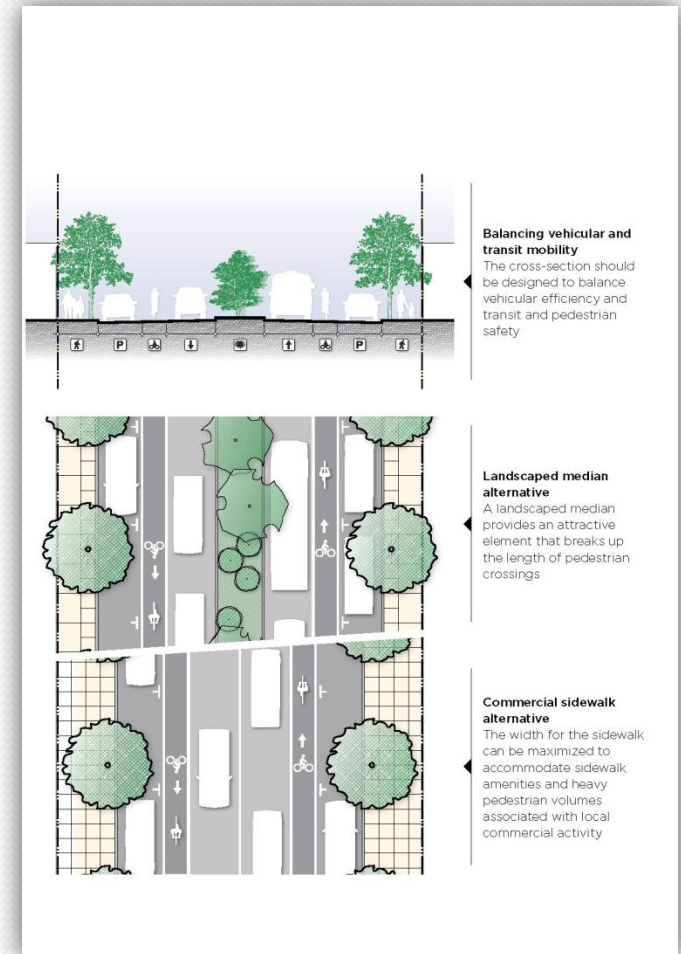 Balancing vehicular and
transit mobility
The cross-section should
be designed to balance
vehicular efficiency and
transit and pedestrian
safety
P
P
Landscaped median
alternative
A landscaped median
provides an attractive
element that breaks up
the length of pedestrian
crossings
Commercial sidewalk
alternative
The width for the sidewalk
can be maximized to
accommodate sidewalk
amenities and heavy
pedestrian volumes
associated with local
commercial activity